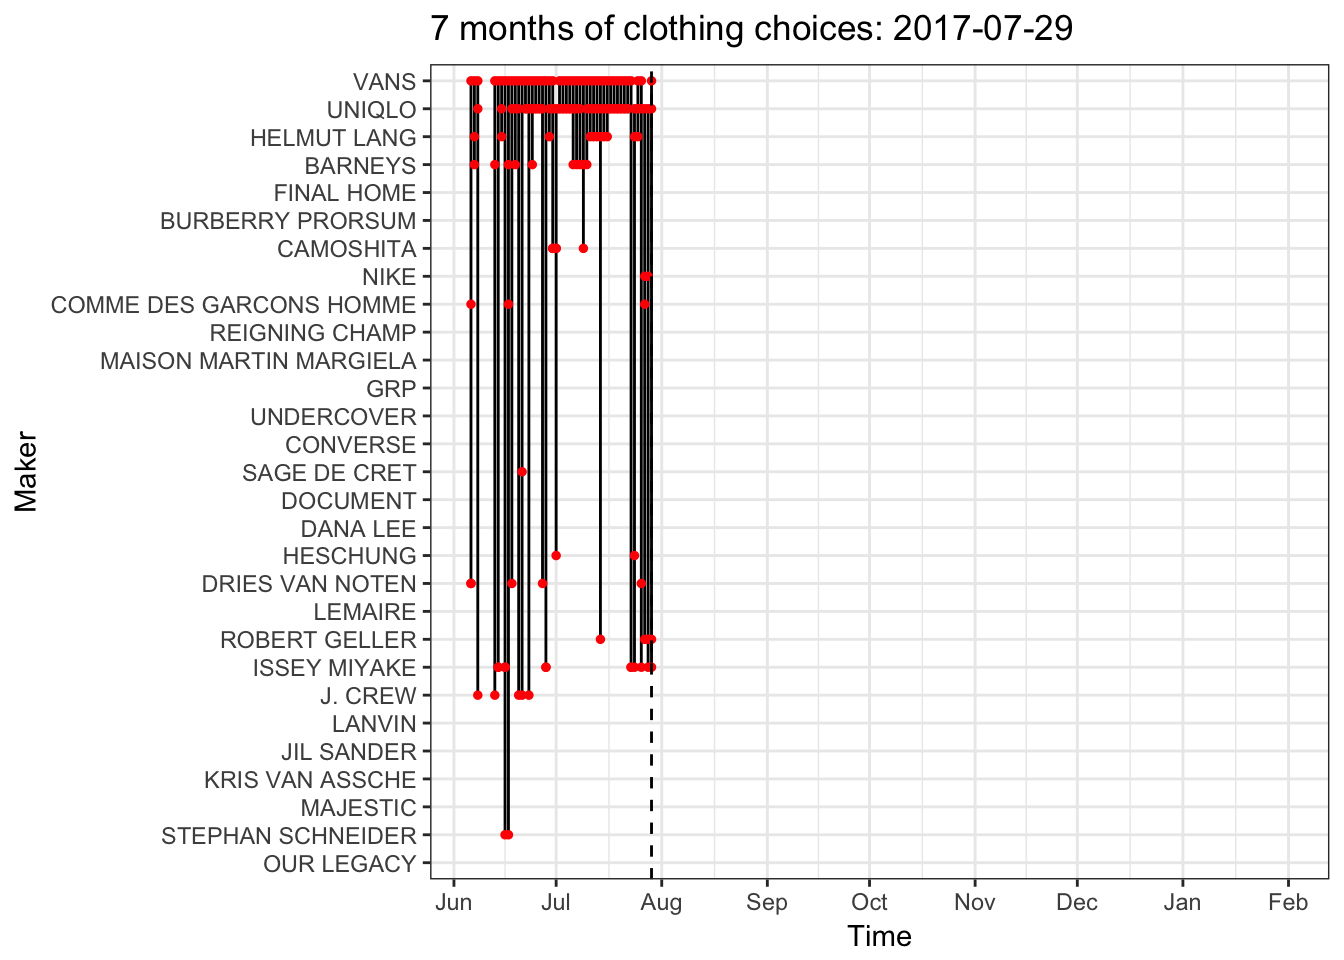 7 months of clothing choices: 2017-07-29
VANS
UNIQLO
HELMUT LANG
BARNEYS
FINAL HOME
BURBERRY PRORSUM
CAMOSHITA
NIKE
COMME DES GARCONS HOMME
REIGNING CHAMP
MAISON MARTIN MARGIELA
GRP
UNDERCOVER
CONVERSE
SAGE DE CRET
DOCUMENT
DANA LEE
HESCHUNG
DRIES VAN NOTEN
LEMAIRE
ROBERT GELLER
ISSEY MIYAKE
J. CREW
LANVIN
JIL SANDER
KRIS VAN ASSCHE
MAJESTIC
STEPHAN SCHNEIDER
OUR LEGACY
Maker
Jun Jul Aug Sep Oct Nov Dec Jan Feb
Time